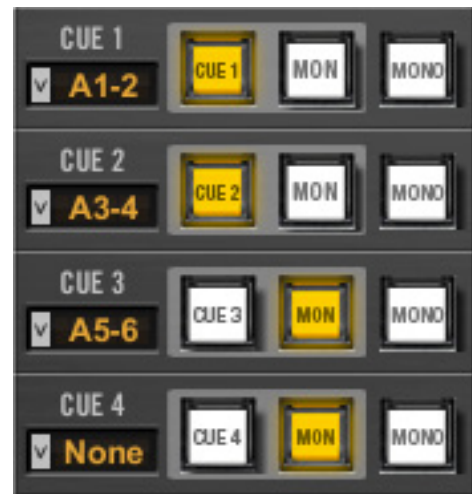 CUE 1
v A1-2 CUE 1 MON MONO
CUE 2
v A3-4 CUE 2 MON MONO
CUE 3
v A5-6 CUE 3 MON MONO
CUE 4
v None CUE 4 MON MONO